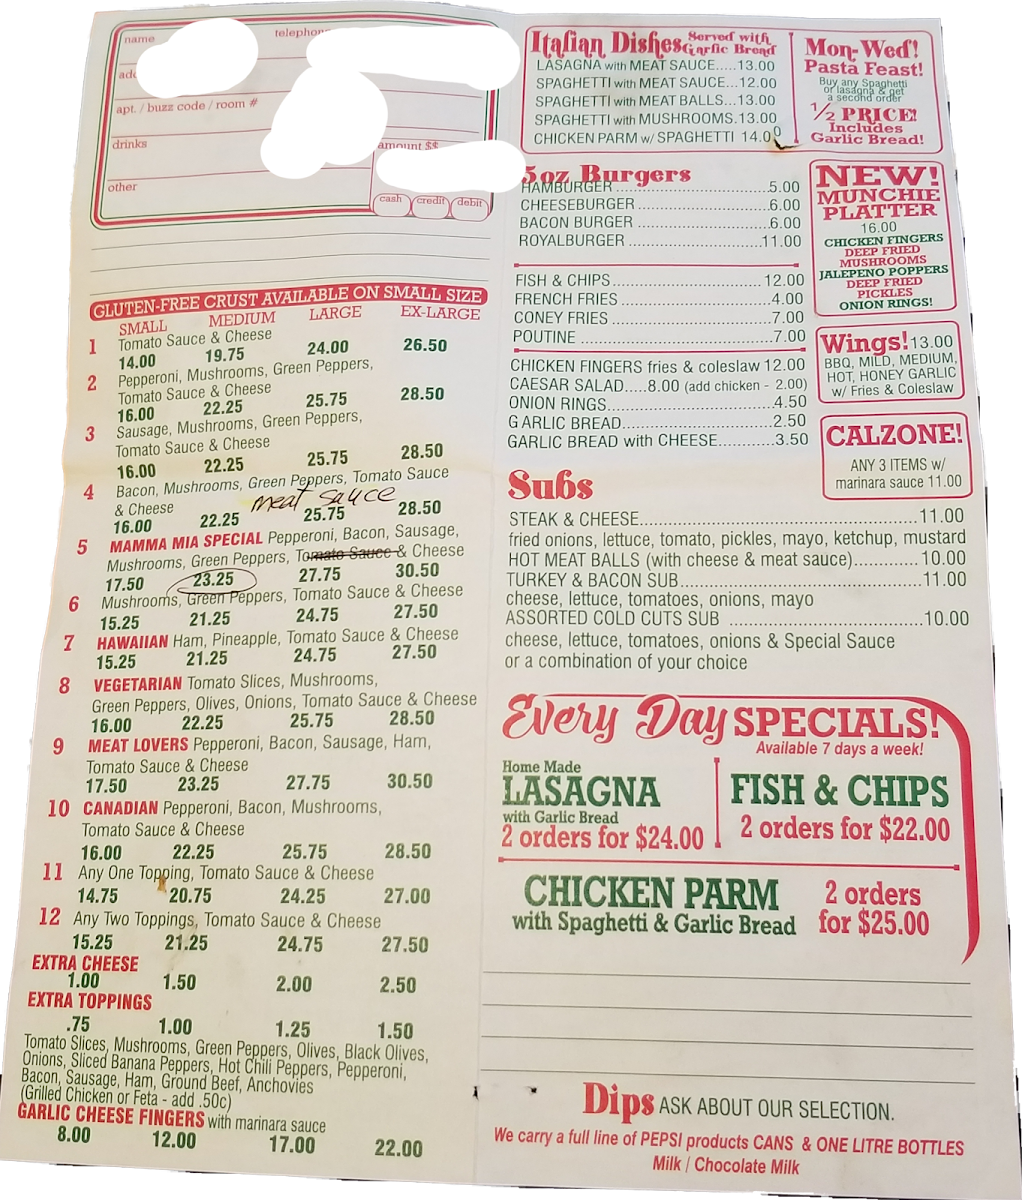 name
telephon
add
apt. / buzz code / room #
drinks
amount $$
other
cash credit debit
GLUTEN-FREE CRUST AVAILABLE ON SMALL SIZE
SMALL MEDIUM LARGE EX-LARGE
1 Tomato Sauce & Cheese
14.00 19.75 24.00 26.50
2 Pepperoni, Mushrooms, Green Peppers,
Tomato Sauce & Cheese
16.00 22.25 25.75 28.50
3 Sausage, Mushrooms, Green Peppers,
Tomato Sauce & Cheese
16.00 22.25 25.75 28.50
4 Bacon, Mushrooms, Green Peppers, Tomato Sauce
& Cheese
meat sauce
16.00 22.25 25.75 28.50
5 MAMMA MIA SPECIAL Pepperoni, Bacon, Sausage,
Mushrooms, Green Peppers, Tomato Sauce & Cheese
17.50 23.25 27.75 30.50
6 Mushrooms, Green Peppers, Tomato Sauce & Cheese
15.25 21.25 24.75 27.50
7 HAWAIIAN Ham, Pineapple, Tomato Sauce & Cheese
15.25 21.25 24.75 27.50
8 VEGETARIAN Tomato Slices, Mushrooms,
Green Peppers, Olives, Onions, Tomato Sauce & Cheese
16.00 22.25 25.75 28.50
9 MEAT LOVERS Pepperoni, Bacon, Sausage, Ham,
Tomato Sauce & Cheese
17.50 23.25 27.75 30.50
10 CANADIAN Pepperoni, Bacon, Mushrooms,
Tomato Sauce & Cheese
16.00 22.25 25.75 28.50
11 Any One Topping, Tomato Sauce & Cheese
14.75 20.75 24.25 27.00
12 Any Two Toppings, Tomato Sauce & Cheese
15.25 21.25 24.75 27.50
EXTRA CHEESE
1.00 1.50 2.00 2.50
EXTRA TOPPINGS
.75 1.00 1.25 1.50
Tomato Slices, Mushrooms, Green Peppers, Olives, Black Olives,
Onions, Sliced Banana Peppers, Hot Chili Peppers, Pepperoni,
Bacon, Sausage, Ham, Ground Beef, Anchovies
(Grilled Chicken or Feta - add .50c)
GARLIC CHEESE FINGERS with marinara sauce
8.00 12.00 17.00 22.00
Italian Dishes Served with Garlic Bread
LASAGNA with MEAT SAUCE.....13.00
SPAGHETTI with MEAT SAUCE...12.00
SPAGHETTI with MEAT BALLS...13.00
SPAGHETTI with MUSHROOMS.13.00
CHICKEN PARM w/ SPAGHETTI 14.00
Mon-Wed!
Pasta Feast!
Buy any Spaghetti
or lasagna & get
a second order
1/2 PRICE!
Includes
Garlic Bread!
5 oz Burgers
HAMBURGER 5.00
CHEESEBURGER 6.00
BACON BURGER 6.00
ROYALBURGER 11.00
FISH & CHIPS 12.00
FRENCH FRIES 4.00
CONEY FRIES 7.00
POUTINE 7.00
CHICKEN FINGERS fries & coleslaw 12.00
CAESAR SALAD.....8.00 (add chicken - 2.00)
ONION RINGS 4.50
GARLIC BREAD 2.50
GARLIC BREAD with CHEESE 3.50
NEW!
MUNCHIE
PLATTER
16.00
CHICKEN FINGERS
DEEP FRIED
MUSHROOMS
JALEPENO POPPERS
DEEP FRIED
PICKLES
ONION RINGS!
Wings! 13.00
BBQ, MILD, MEDIUM,
HOT, HONEY GARLIC
w/ Fries & Coleslaw
CALZONE!
ANY 3 ITEMS w/
marinara sauce 11.00
Subs
STEAK & CHEESE 11.00
fried onions, lettuce, tomato, pickles, mayo, ketchup, mustard
HOT MEAT BALLS (with cheese & meat sauce) 10.00
TURKEY & BACON SUB 11.00
cheese, lettuce, tomatoes, onions, mayo
ASSORTED COLD CUTS SUB 10.00
cheese, lettuce, tomatoes, onions & Special Sauce
or a combination of your choice
Every Day SPECIALS!
Available 7 days a week!
Home Made
LASAGNA
with Garlic Bread
2 orders for $24.00
FISH & CHIPS
2 orders for $22.00
CHICKEN PARM
with Spaghetti & Garlic Bread
2 orders
for $25.00
Dips ASK ABOUT OUR SELECTION.
We carry a full line of PEPSI products CANS & ONE LITRE BOTTLES
Milk / Chocolate Milk